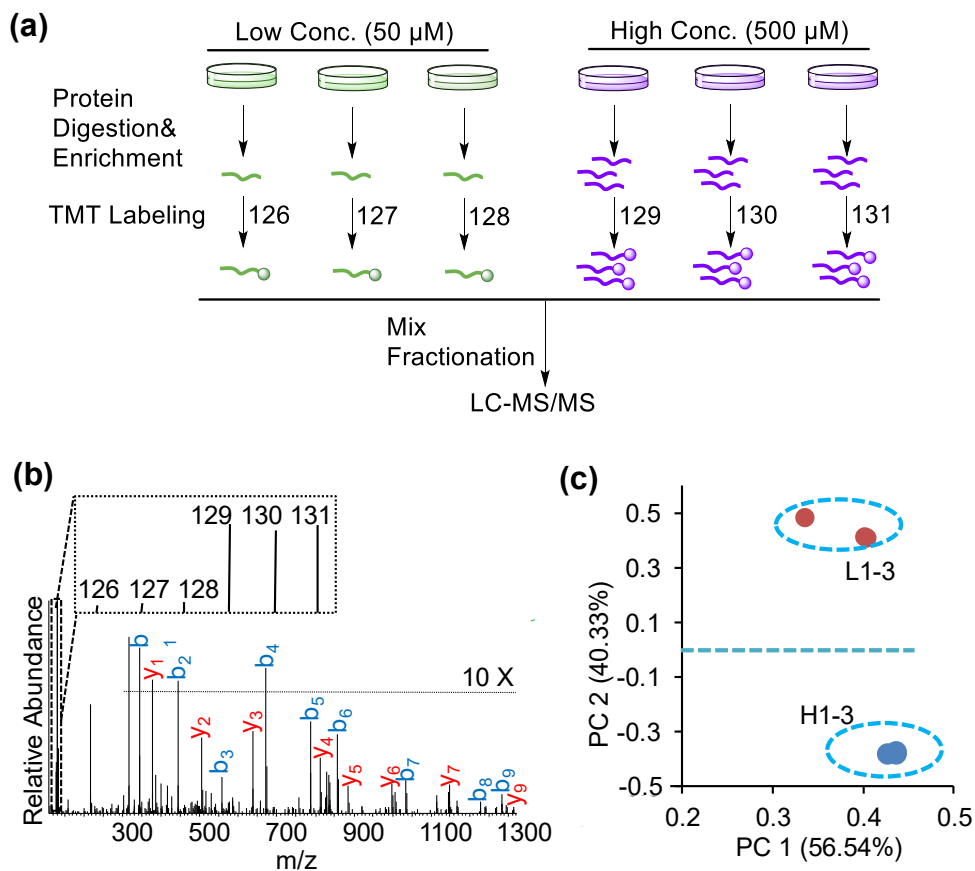 (a)
Low Conc. (50 µM)
High Conc. (500 µM)
Protein
Digestion&
Enrichment
TMT Labeling
126
127
128
129
130
131
Mix
Fractionation
LC-MS/MS
(b)
129 130 131
126 127 128
Relative Abundance
b 1
y1
b2
y2
b3
y3
b4
10 X
b5
y4
b6
y5
y6
b7
y7
b8
b9
y9
300 500 700 900 1100 1300
m/z
(c)
PC 2 (40.33%)
0.5
0.3
0.1
-0.1
-0.3
-0.5
L1-3
H1-3
0.2 0.3 0.4 0.5
PC 1 (56.54%)